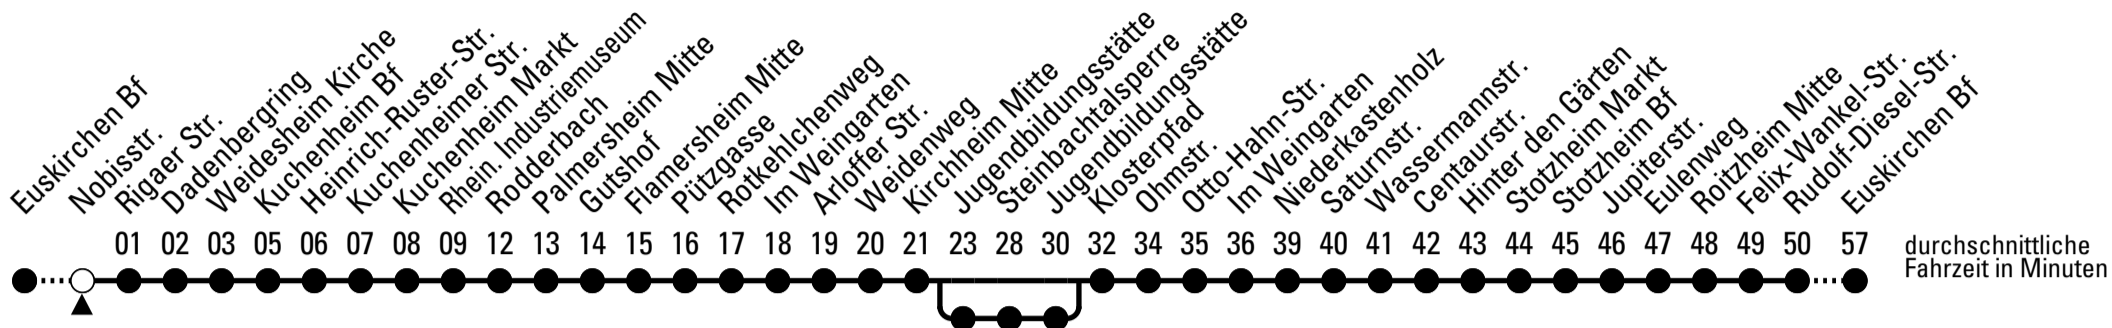 Euskirchen Bf
Nobisstr.
Rigaer Str.
Dadenbergring
Weidesheim Kirche
Kuchenheim Bf
Heinrich-Ruster-Str.
Kuchenheimer Str.
Kuchenheim Markt
Rhein. Industriemuseum
Rodderbach
Palmersheim Mitte
Gutshof
Flamersheim Mitte
Pützgasse
Rotkehlchenweg
Im Weingarten
Arloffer Str.
Weidenweg
Kirchheim Mitte
Jugendbildungsstätte
Steinbachtalsperre
Jugendbildungsstätte
Klosterpfad
Ohmstr.
Otto-Hahn-Str.
Im Weingarten
Niederkastenholz
Saturnstr.
Wassermannstr.
Centaurstr.
Hinter den Gärten
Stotzheim Markt
Stotzheim Bf
Jupiterstr.
Eulenweg
Roitzheim Mitte
Felix-Wankel-Str.
Rudolf-Diesel-Str.
Euskirchen Bf
01 02 03 05 06 07 08 09 12 13 14 15 16 17 18 19 20 21 23 28 30 32 34 35 36 39 40 41 42 43 44 45 46 47 48 49 50 57
durchschnittliche
Fahrzeit in Minuten